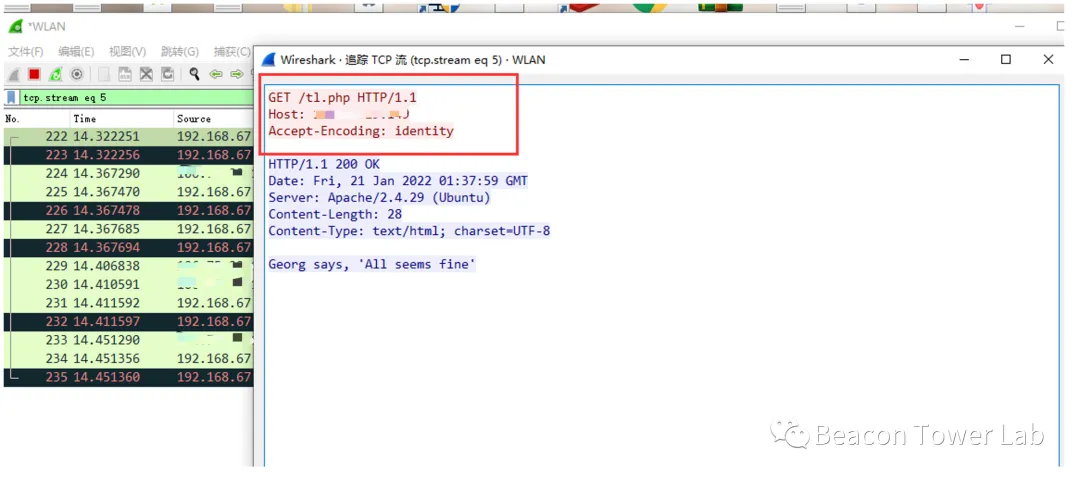 *WLAN
文件(F) 编辑(E) 视图(V) 跳转(G) 捕获(C)
Wireshark · 追踪 TCP 流 (tcp.stream eq 5) · WLAN
tcp.stream eq 5
No. Time Source
222 14.322251 192.168.67
223 14.322256 192.168.67
224 14.367290
225 14.367470 192.168.67
226 14.367478 192.168.67
227 14.367685 192.168.67
228 14.367694 192.168.67
229 14.406838
230 14.410591
231 14.411592 192.168.67
232 14.411597 192.168.67
233 14.451290
234 14.451356 192.168.67
235 14.451360 192.168.67
GET /tl.php HTTP/1.1
Host:
Accept-Encoding: identity
HTTP/1.1 200 OK
Date: Fri, 21 Jan 2022 01:37:59 GMT
Server: Apache/2.4.29 (Ubuntu)
Content-Length: 28
Content-Type: text/html; charset=UTF-8
Georg says, 'All seems fine'
Beacon Tower Lab